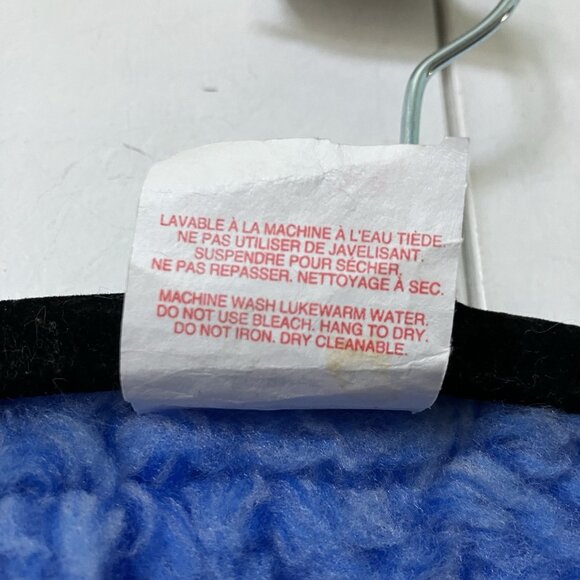 LAVABLE À LA MACHINE À L'EAU TIÈDE.
NE PAS UTILISER DE JAVELISANT.
SUSPENDRE POUR SÉCHER.
NE PAS REPASSER. NETTOYAGE À SEC.
MACHINE WASH LUKEWARM WATER.
DO NOT USE BLEACH. HANG TO DRY.
DO NOT IRON. DRY CLEANABLE.